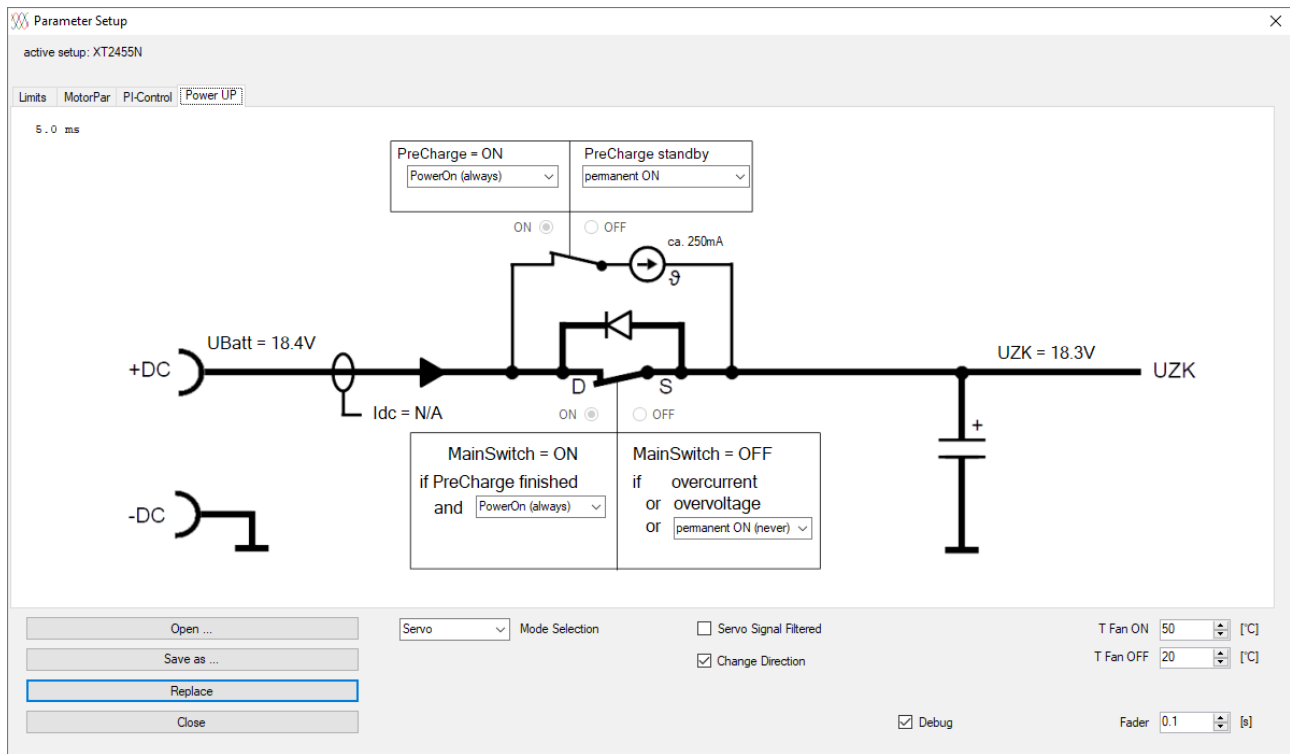 Parameter Setup
active setup: XT2455N
Limits MotorPar PI-Control Power UP
5.0 ms
PreCharge = ON PreCharge standby
PowerOn (always) permanent ON
ON OFF
ca. 250mA
ϑ
UBatt = 18.4V UZK = 18.3V
+DC D S UZK
Idc = N/A ON OFF
+
MainSwitch = ON MainSwitch = OFF
if PreCharge finished if overcurrent
or overvoltage
and PowerOn (always) or permanent ON (never)
-DC
Open ... Servo Mode Selection Servo Signal Filtered T Fan ON 50 [°C]
Save as ... Change Direction T Fan OFF 20 [°C]
Replace
Close Debug Fader 0.1 [s]